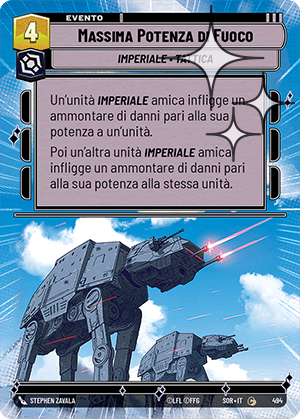 EVENTO
4
MASSIMA POTENZA DI FUOCO
IMPERIALE • TATTICA
Un'unità IMPERIALE amica infligge un
ammontare di danni pari alla sua
potenza a un'unità.
Poi un'altra unità IMPERIALE amica
infligge un ammontare di danni pari
alla sua potenza alla stessa unità.
STEPHEN ZAVALA
©LFL ©FFG
SOR • IT
C
494